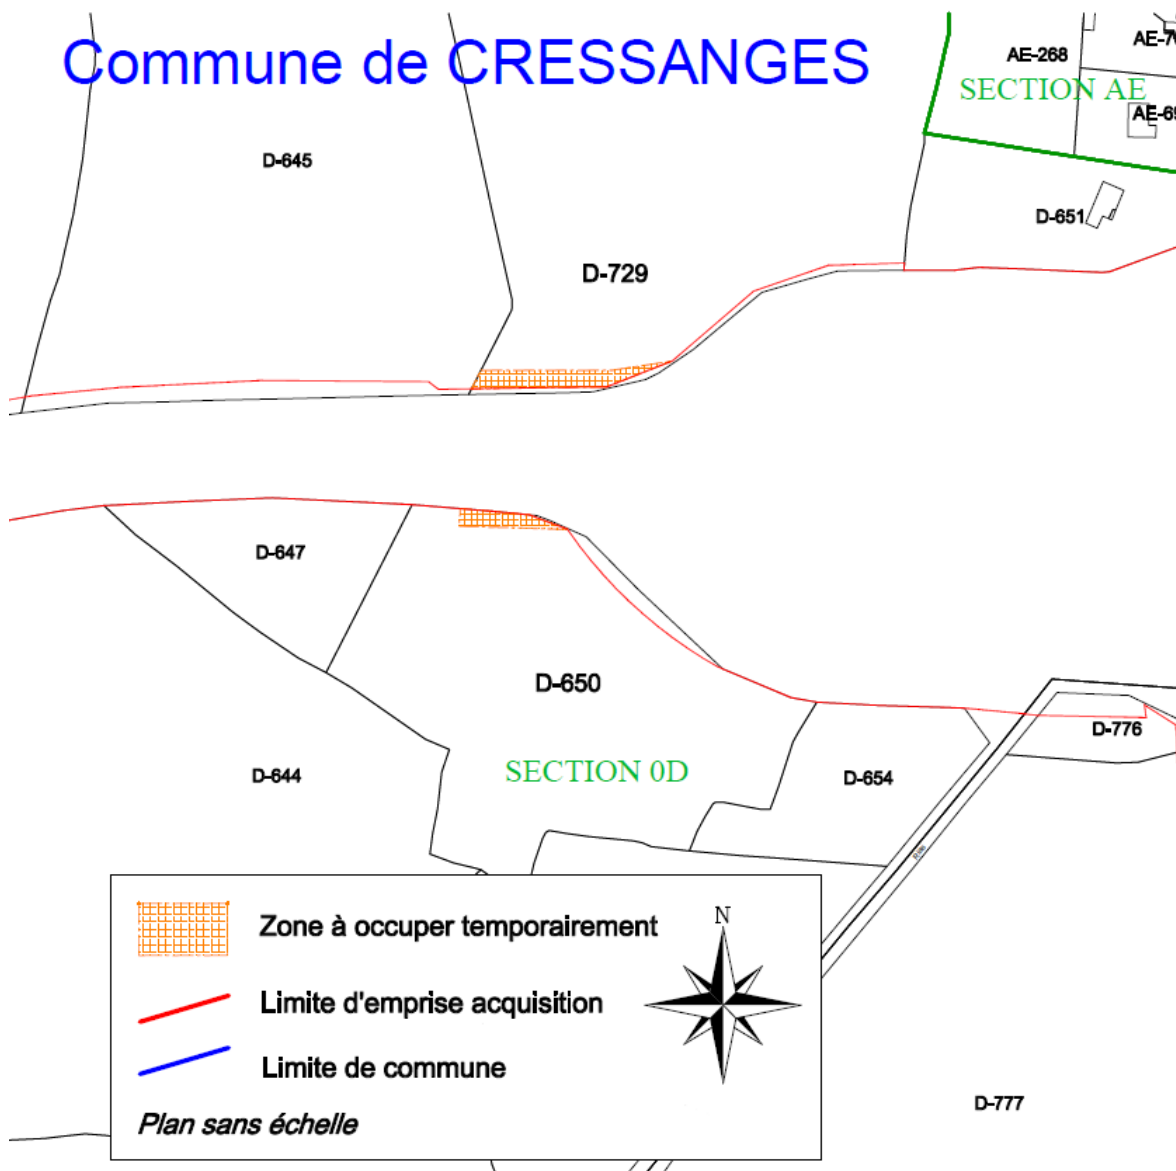 Commune de CRESSANGES
AE-268
SECTION AE
D-645
D-651
D-729
D-647
D-650
D-776
D-644
SECTION 0D
D-654
N
Zone à occuper temporairement
Limite d'emprise acquisition
Limite de commune
Plan sans échelle
D-777